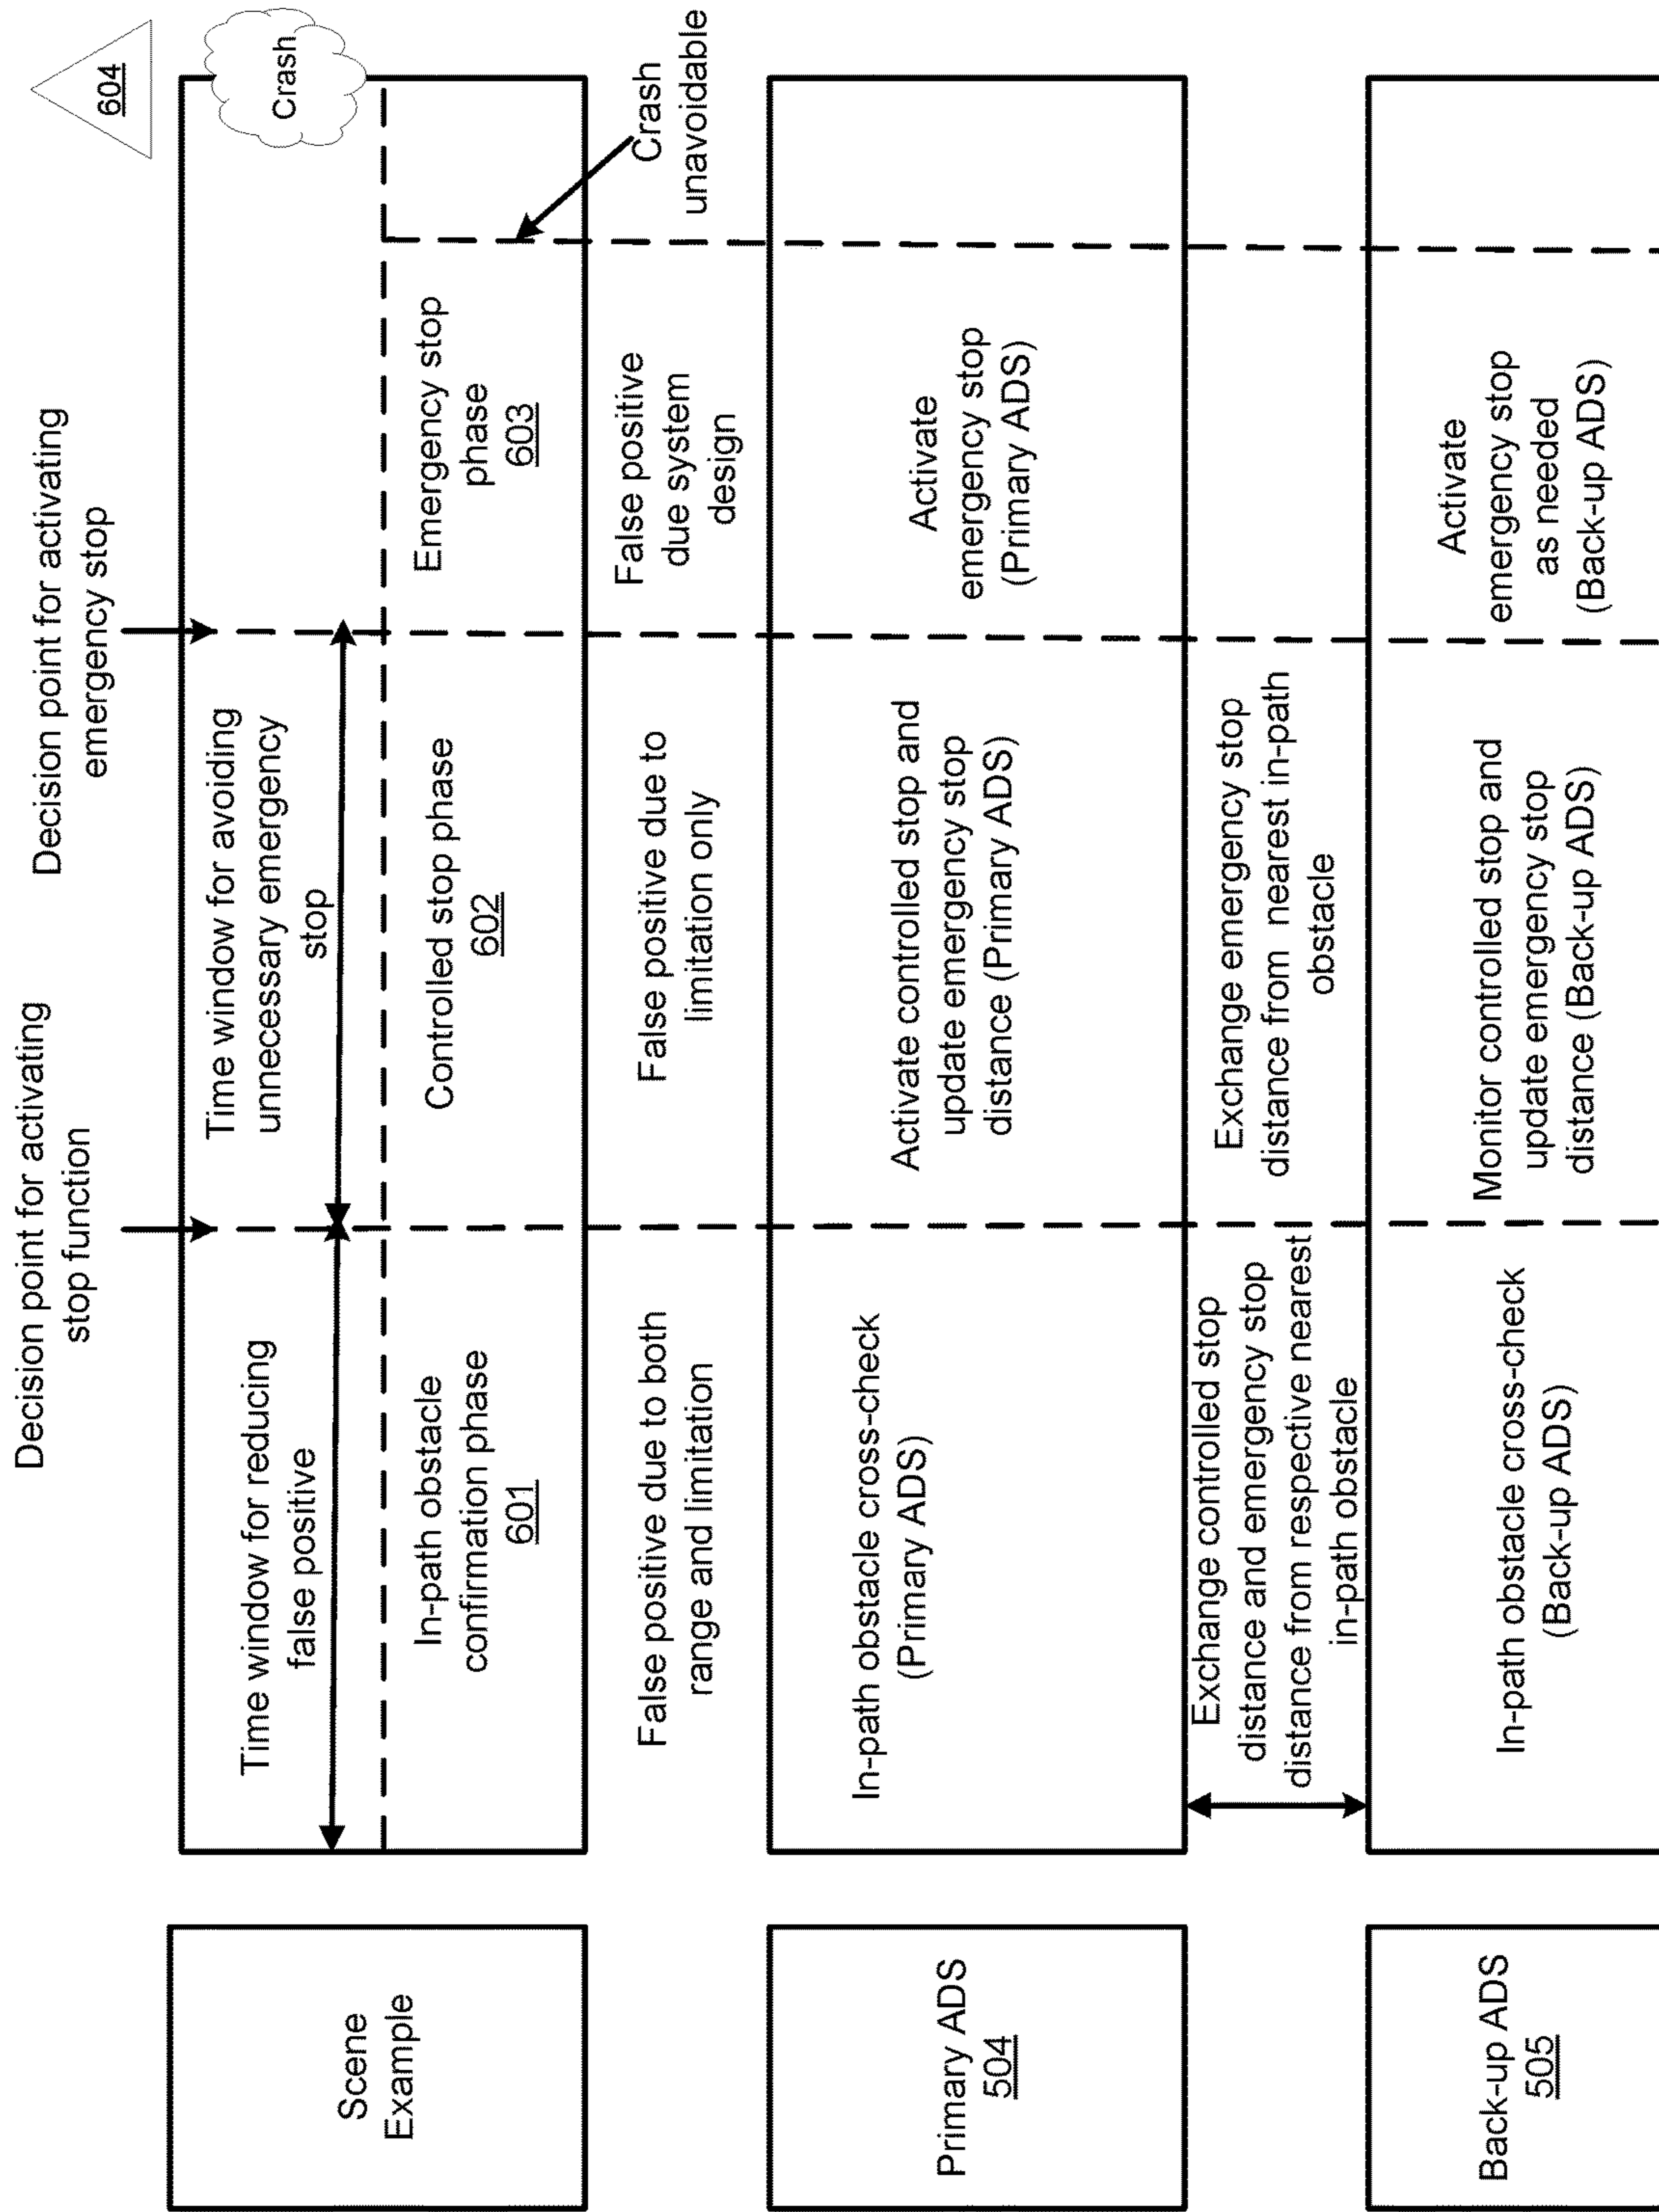 Decision point for activating
stop function
Decision point for activating
emergency stop
604
Scene
Example
Time window for reducing
false positive
Time window for avoiding
unnecessary emergency
stop
Crash
In-path obstacle
confirmation phase
601
Controlled stop phase
602
Emergency stop
phase
603
False positive due to both
range and limitation
False positive due to
limitation only
False positive
due system
design
Crash
unavoidable
Primary ADS
504
In-path obstacle cross-check
(Primary ADS)
Activate controlled stop and
update emergency stop
distance (Primary ADS)
Activate
emergency stop
(Primary ADS)
Exchange controlled stop
distance and emergency stop
distance from respective nearest
in-path obstacle
Exchange emergency stop
distance from nearest in-path
obstacle
Back-up ADS
505
In-path obstacle cross-check
(Back-up ADS)
Monitor controlled stop and
update emergency stop
distance (Back-up ADS)
Activate
emergency stop
as needed
(Back-up ADS)